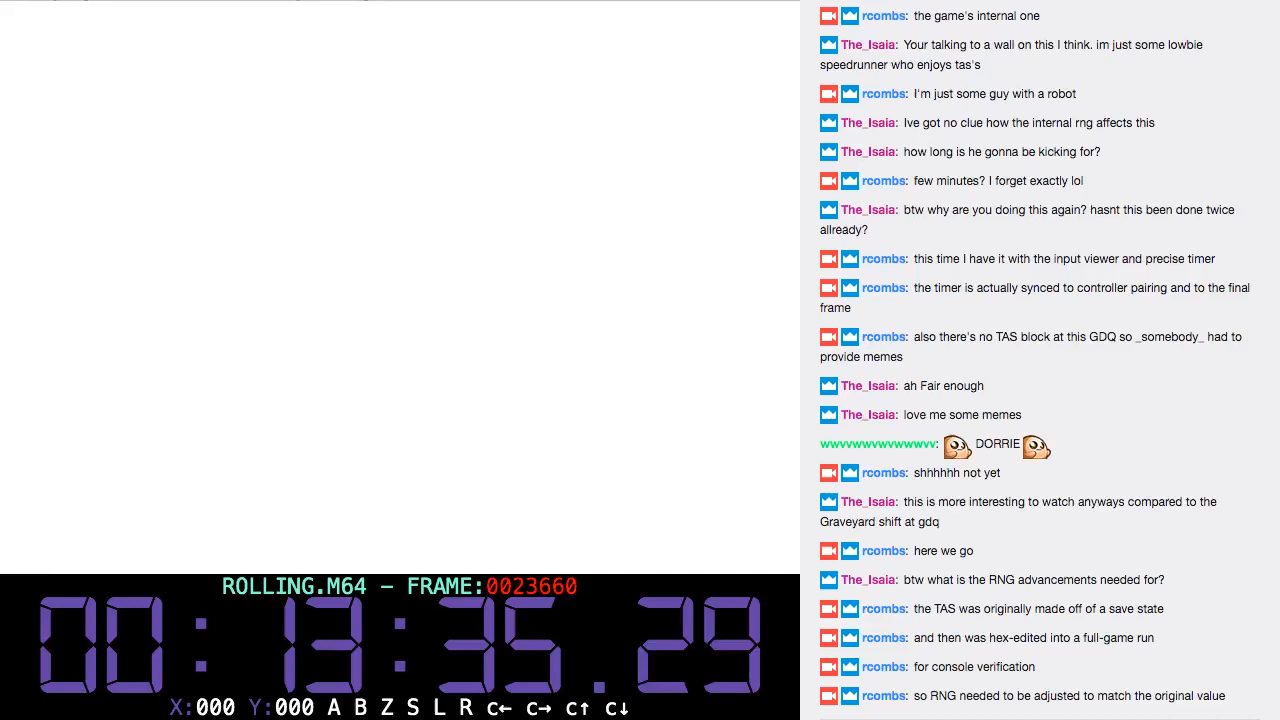 rcombs: the game's internal one
The_Isaia: Your talking to a wall on this I think. im just some lowbie
speedrunner who enjoys tas's
rcombs: I'm just some guy with a robot
The_Isaia: Ive got no clue how the internal rng affects this
The_Isaia: how long is he gonna be kicking for?
rcombs: few minutes? I forget exactly lol
The_Isaia: btw why are you doing this again? hasnt this been done twice
allready?
rcombs: this time I have it with the input viewer and precise timer
rcombs: the timer is actually synced to controller pairing and to the final
frame
rcombs: also there's no TAS block at this GDQ so _somebody_ had to
provide memes
The_Isaia: ah Fair enough
The_Isaia: love me some memes
wwvvwwvwvwwwvv: DORRIE
rcombs: shhhhhh not yet
The_Isaia: this is more interesting to watch anyways compared to the
Graveyard shift at gdq
rcombs: here we go
The_Isaia: btw what is the RNG advancments needed for?
rcombs: the TAS was originally made off of a save state
rcombs: and then was hex-edited into a full-game run
rcombs: for console verification
rcombs: so RNG needed to be adjusted to match the original value
ROLLING.M64 – FRAME:0023660
00:13:35.29
X:000 Y:000 A B Z S L R C← C→ C↑ C↓